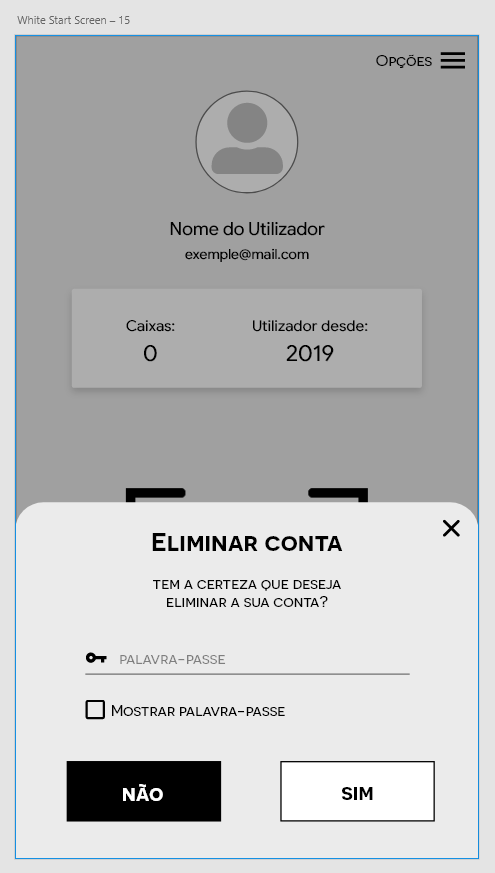 White Start Screen – 15
Opções
Nome do Utilizador
exemple@mail.com
Caixas:
0
Utilizador desde:
2019
Eliminar conta
tem a certeza que deseja
eliminar a sua conta?
palavra-passe
Mostrar palavra-passe
NÃO
SIM